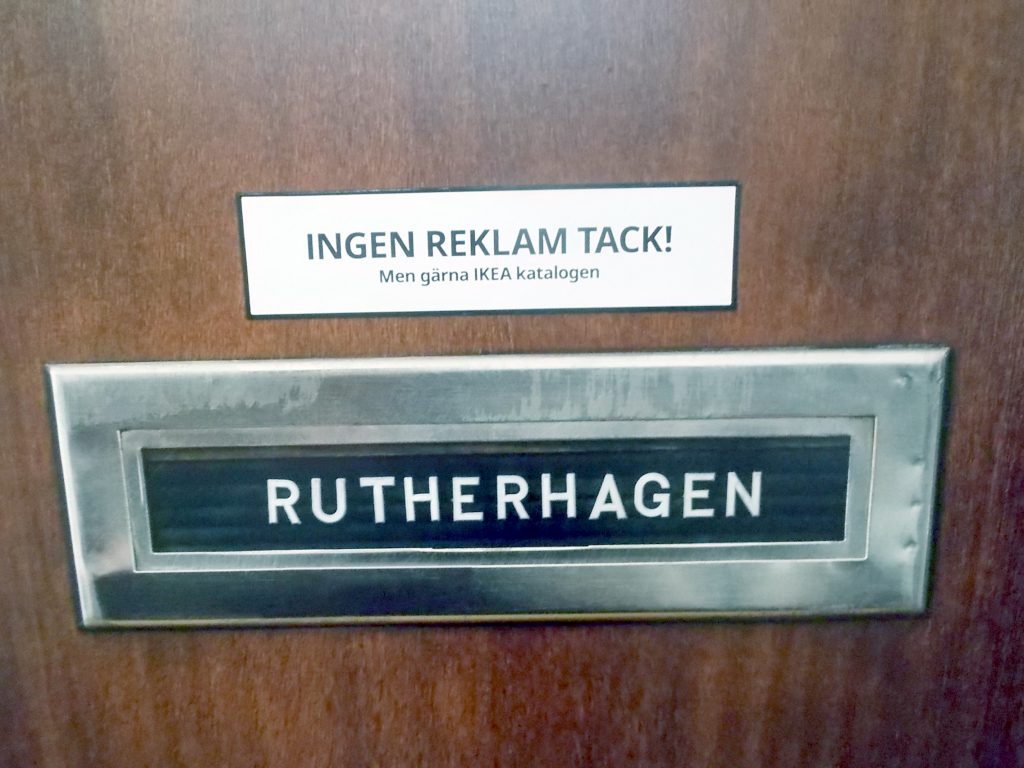 INGEN REKLAM TACK!
Men gärna IKEA katalogen
RUTHERHAGEN